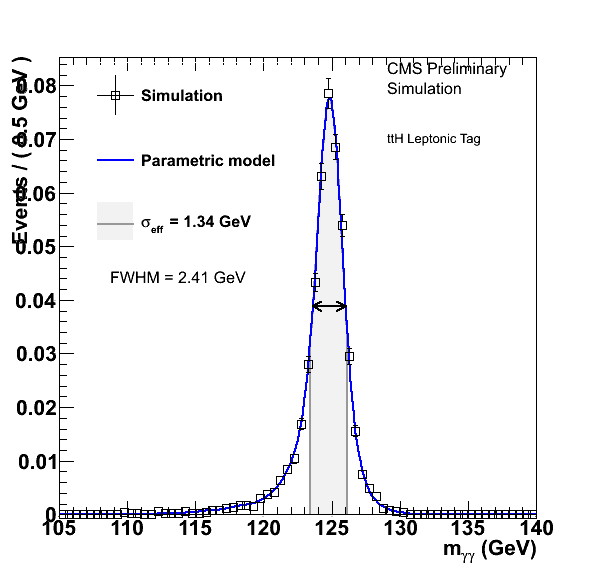 CMS Preliminary
Simulation
ttH Leptonic Tag
Simulation
Parametric model
σeff = 1.34 GeV
FWHM = 2.41 GeV
Events / ( 0.5 GeV )
0.08
0.07
0.06
0.05
0.04
0.03
0.02
0.01
0
105 110 115 120 125 130 135 140
mγγ (GeV)